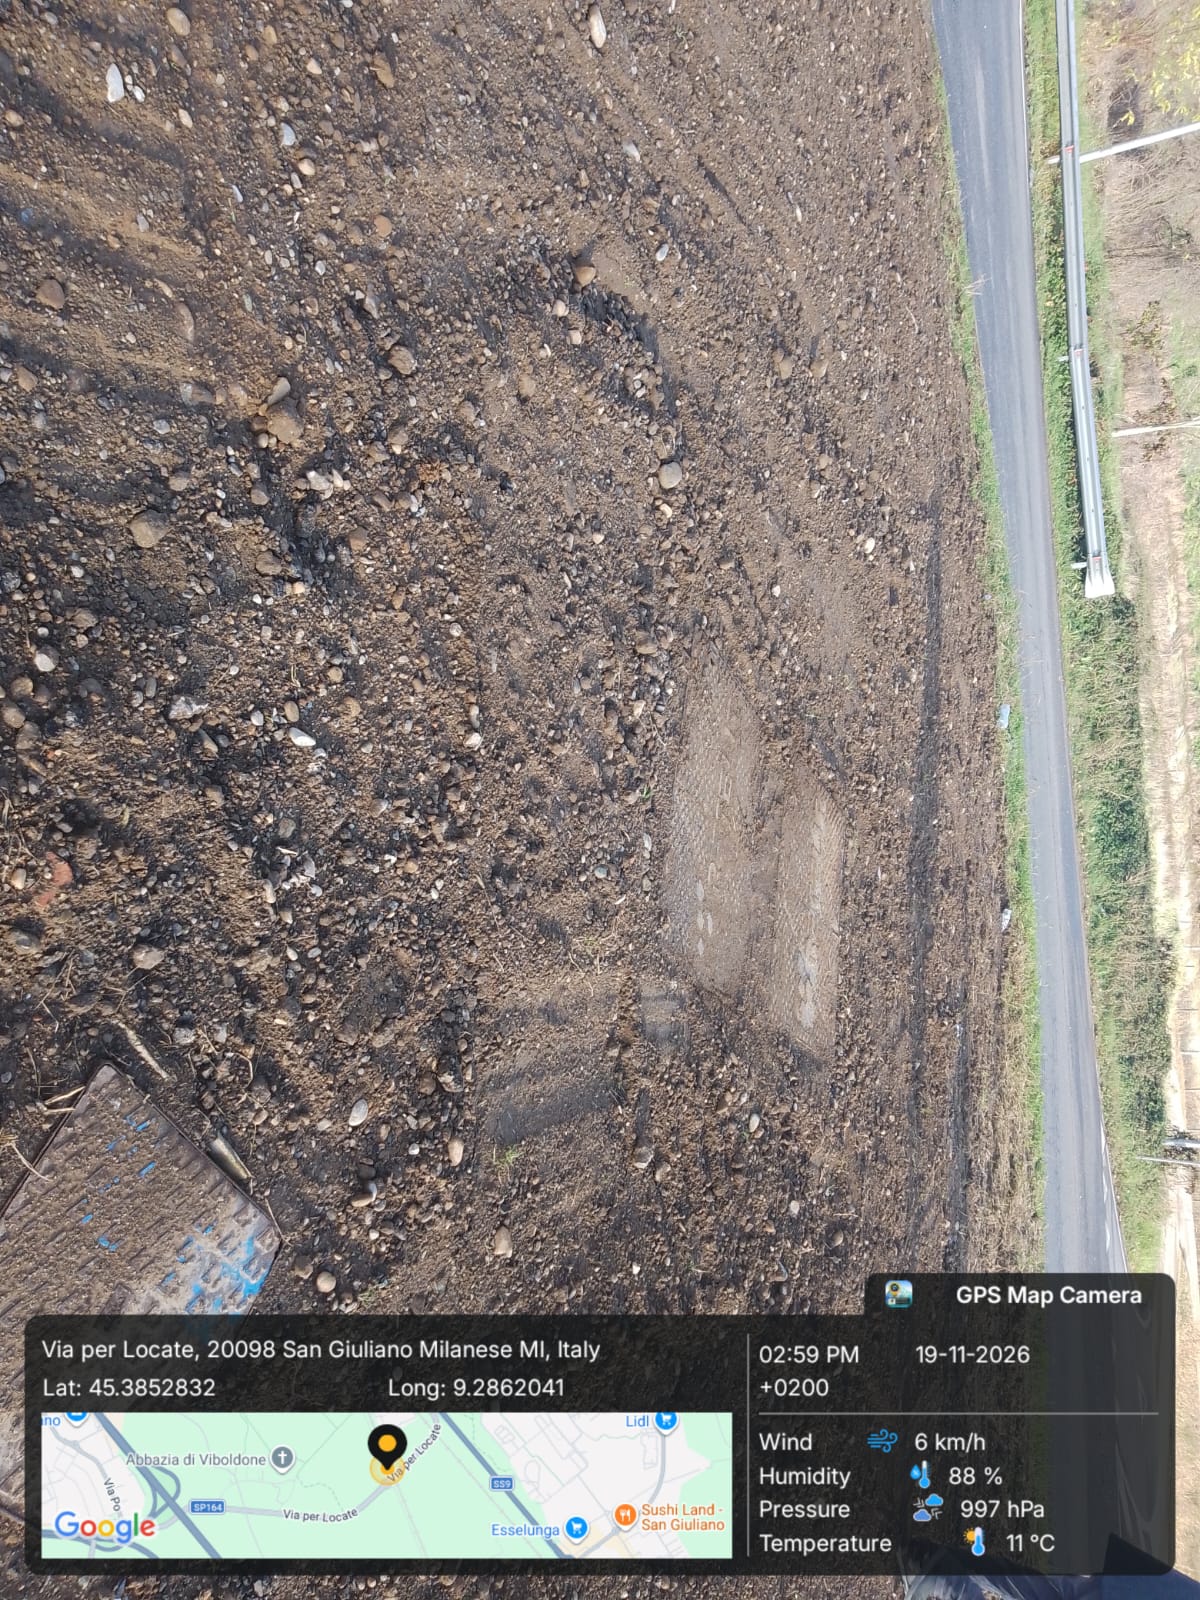 GPS Map Camera
Via per Locate, 20098 San Giuliano Milanese MI, Italy
Lat: 45.3852832
Long: 9.2862041
02:59 PM
19-11-2026
+0200
Wind
6 km/h
Humidity
88 %
Pressure
997 hPa
Temperature
11 °C
no
Lidl
Abbazia di Viboldone
Via per Locate
Via Po
SP164
SS9
Via per Locate
Sushi Land -
San Giuliano
Esselunga
Google